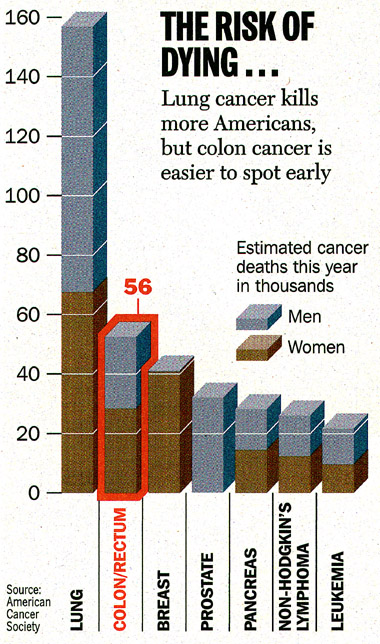 THE RISK OF
DYING ...
Lung cancer kills
more Americans,
but colon cancer is
easier to spot early
Estimated cancer
deaths this year
in thousands
Men
Women
160
140
120
100
80
60
40
20
0
56
LUNG
COLON/RECTUM
BREAST
PROSTATE
PANCREAS
NON-HODGKIN'S
LYMPHOMA
LEUKEMIA
Source:
American
Cancer
Society